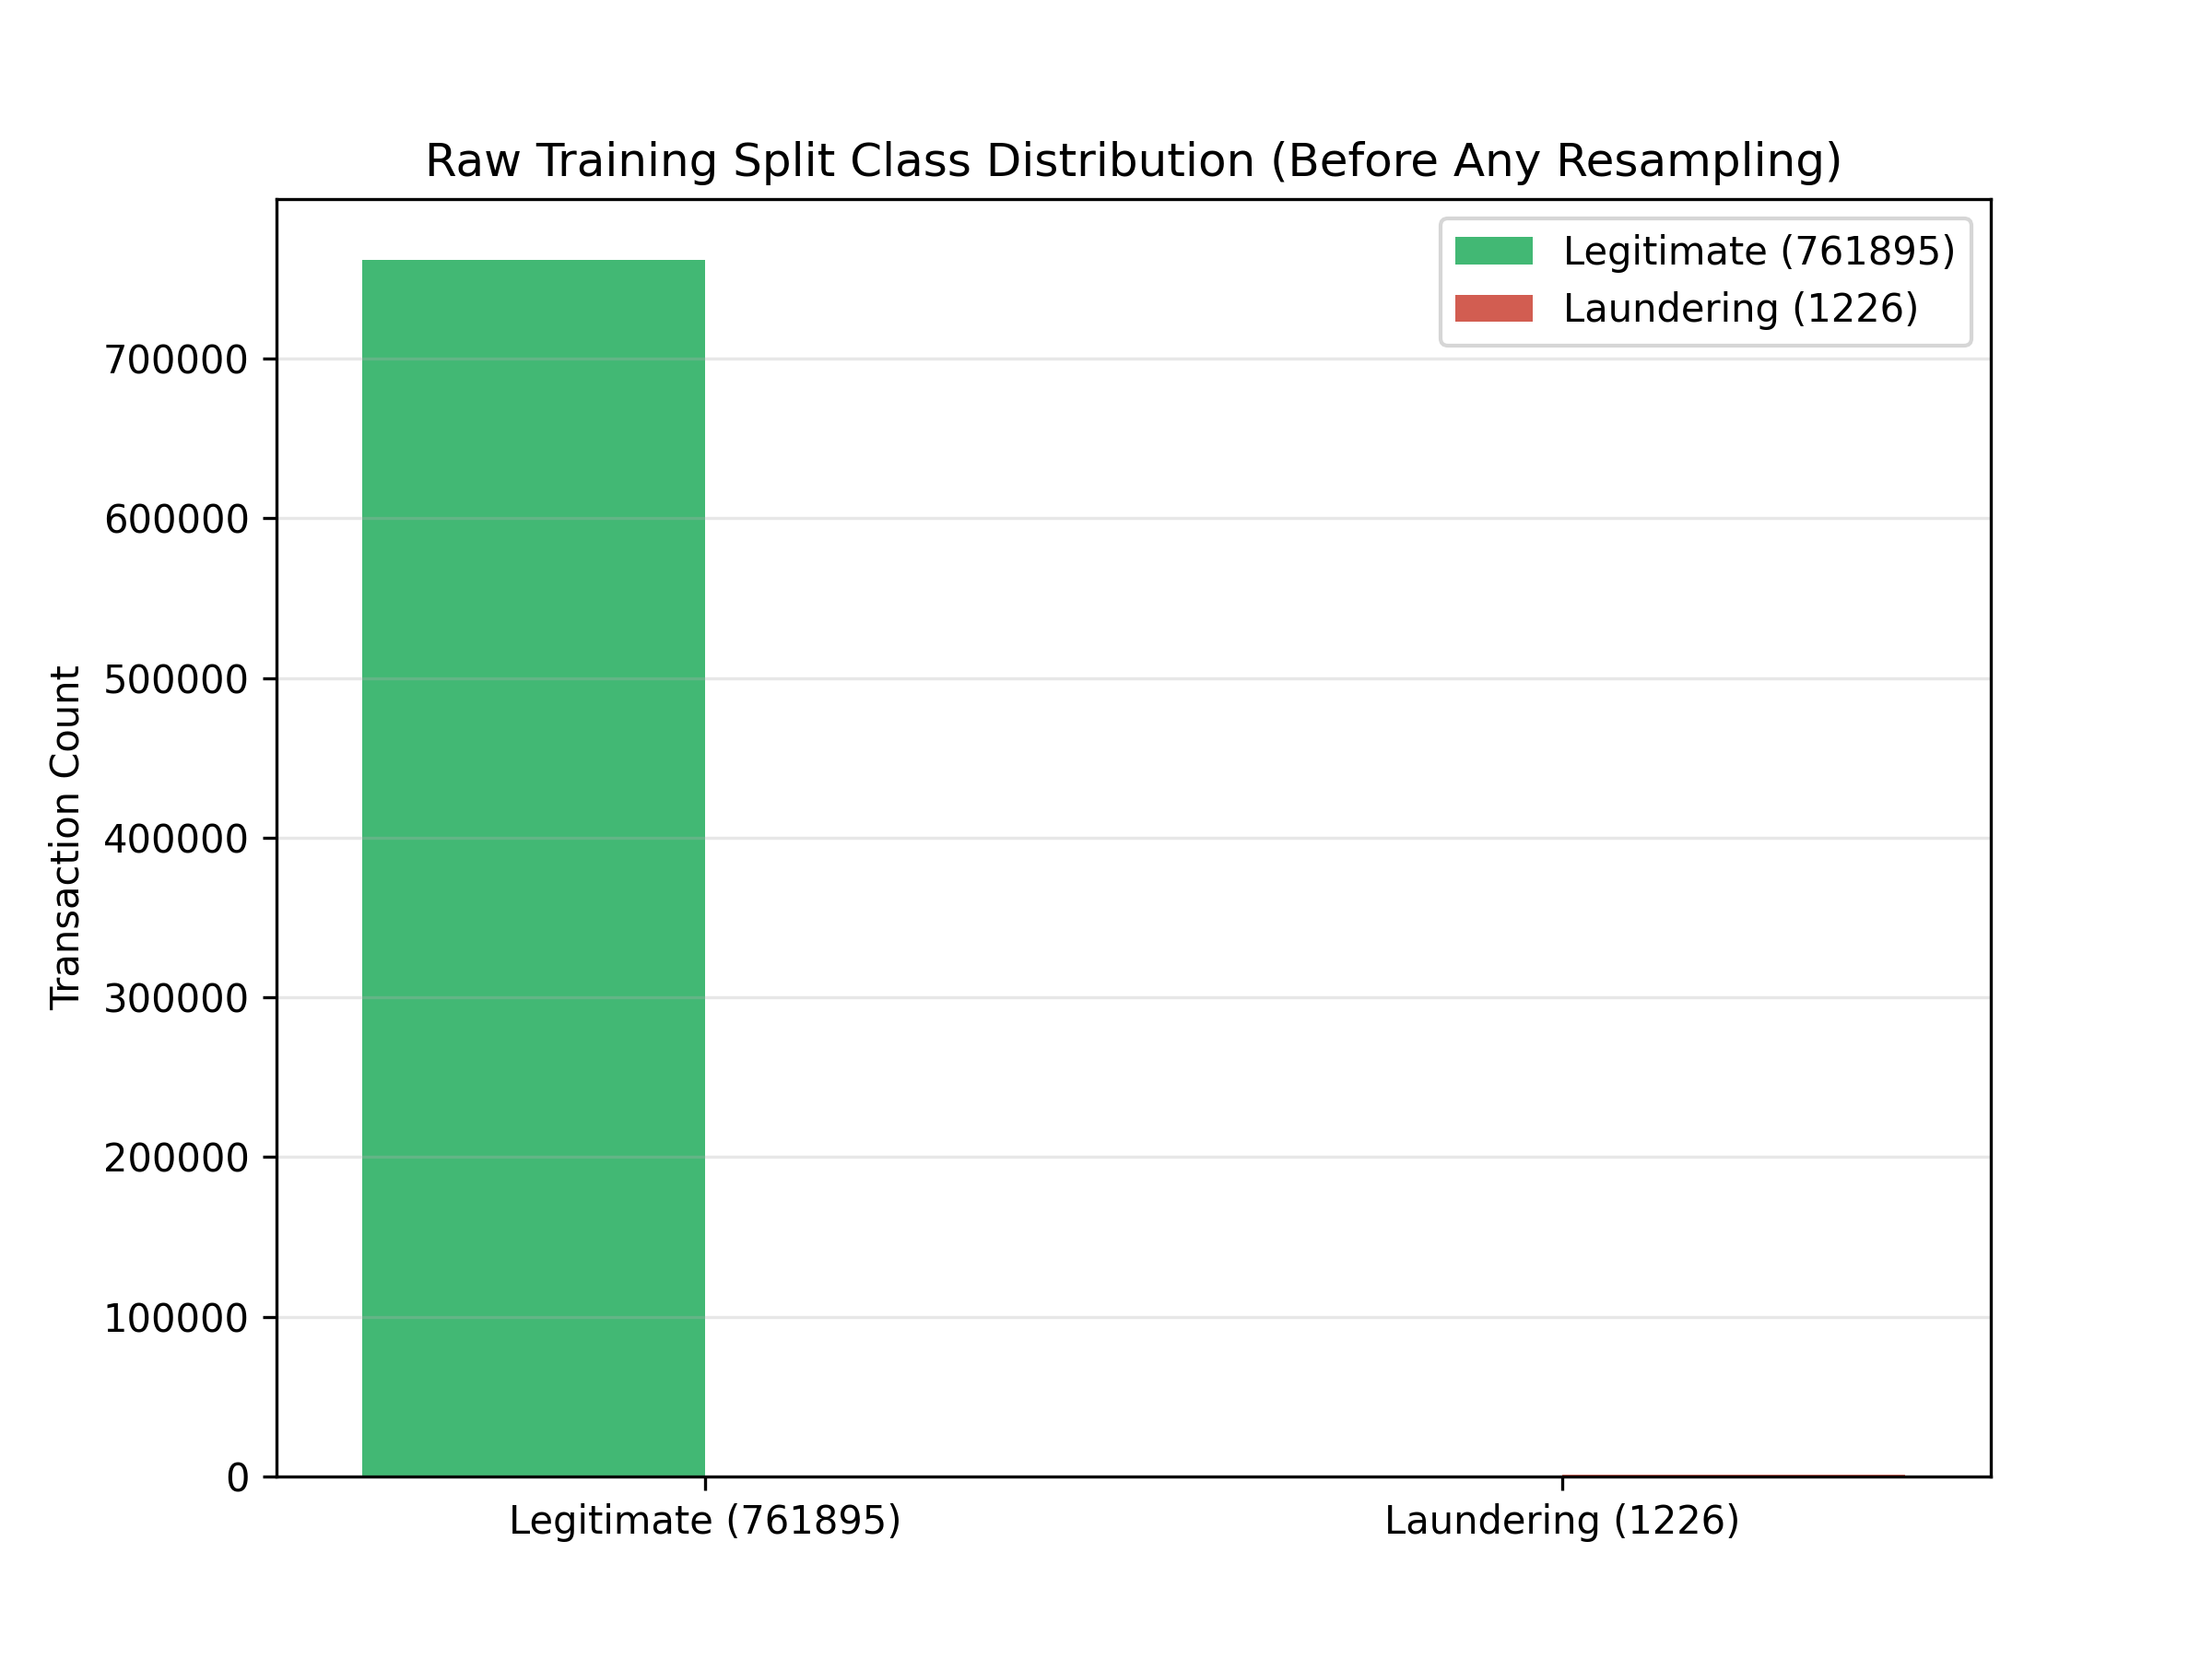 Raw Training Split Class Distribution (Before Any Resampling)
Legitimate (761895)
Laundering (1226)
Transaction Count
700000
600000
500000
400000
300000
200000
100000
0
Legitimate (761895)
Laundering (1226)